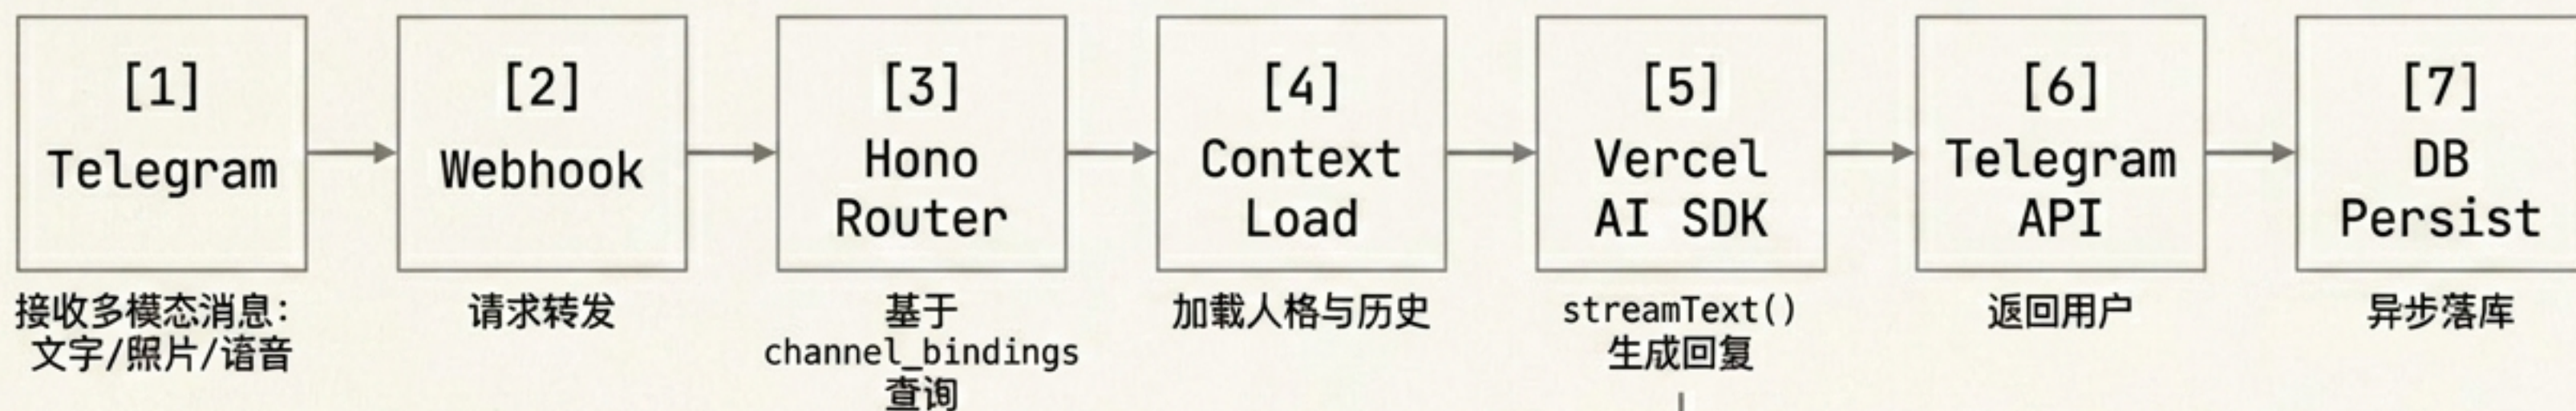 [1]
Telegram
接收多模态消息：
文字/照片/语音
[2]
Webhook
请求转发
[3]
Hono
Router
基于
channel_bindings
查询
[4]
Context
Load
加载人格与历史
[5]
Vercel
AI SDK
streamText()
生成回复
[6]
Telegram
API
返回用户
[7]
DB
Persist
异步落库